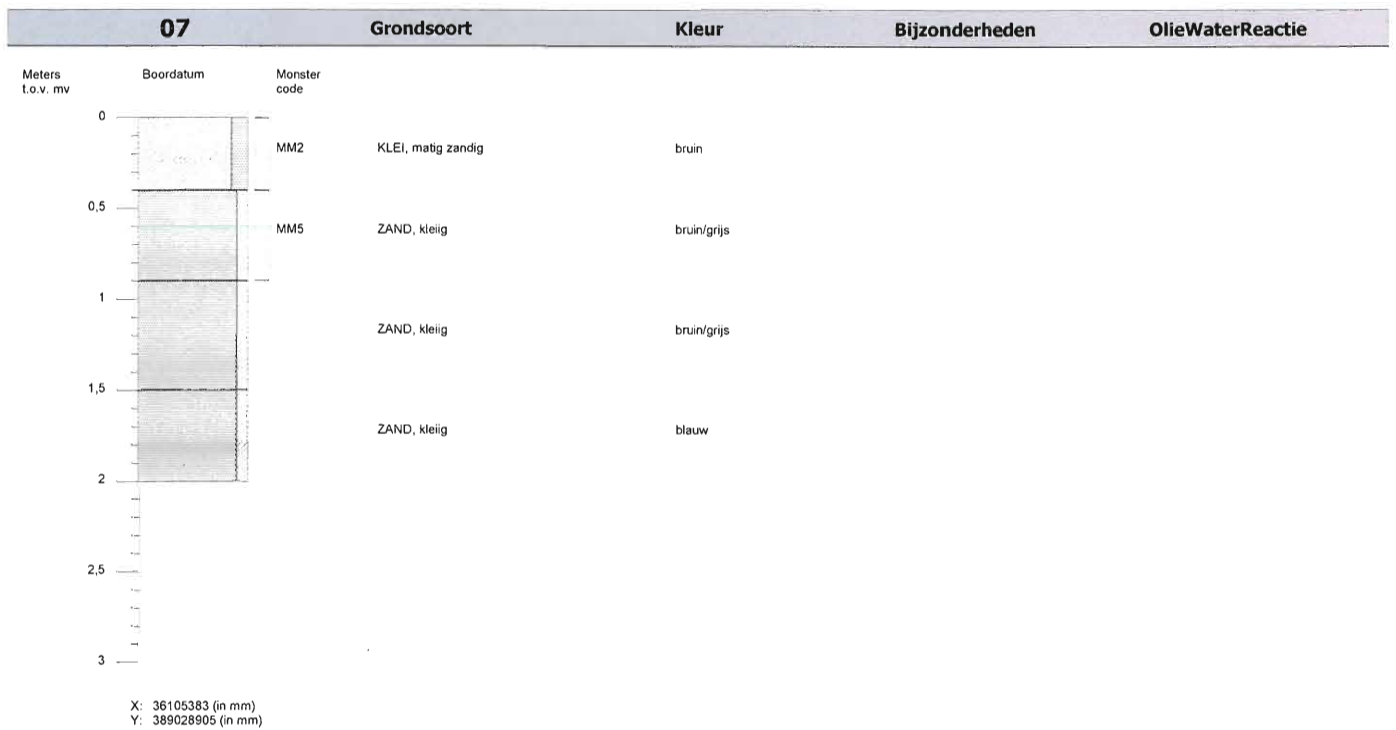 07 Grondsoort Kleur Bijzonderheden OlieWaterReactie
Meters t.o.v. mv Boordatum Monster code
0
MM2 KLEI, matig zandig bruin
0,5
MM5 ZAND, kleiig bruin/grijs
1
ZAND, kleiig bruin/grijs
1,5
ZAND, kleiig blauw
2
2,5
3
X: 36105383 (in mm)
Y: 389028905 (in mm)